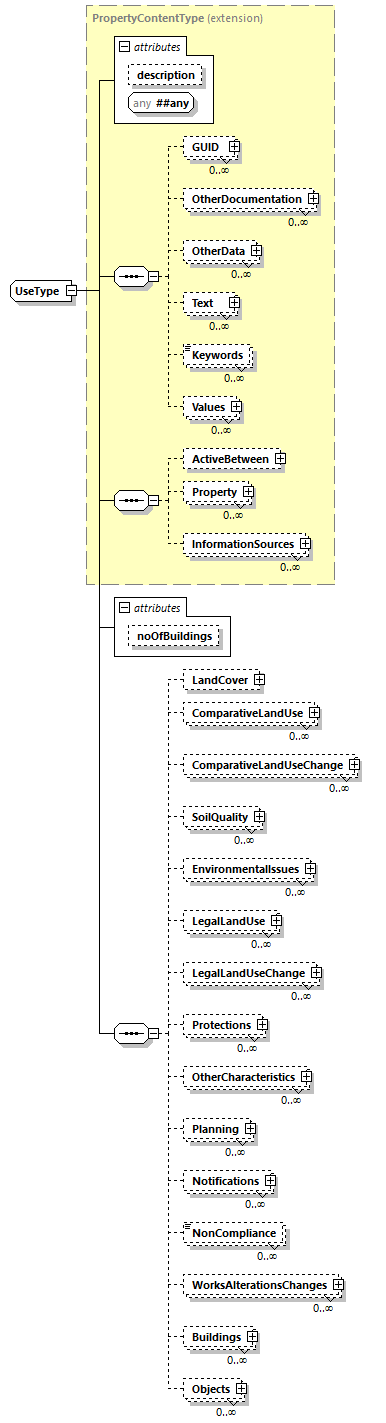 PropertyContentType (extension)
attributes
description
any ##any
GUID
0..∞
OtherDocumentation
0..∞
OtherData
0..∞
UseType
Text
0..∞
Keywords
0..∞
Values
0..∞
ActiveBetween
Property
0..∞
InformationSources
0..∞
attributes
noOfBuildings
LandCover
ComparativeLandUse
0..∞
ComparativeLandUseChange
0..∞
SoilQuality
0..∞
EnvironmentalIssues
0..∞
LegalLandUse
0..∞
LegalLandUseChange
0..∞
Protections
0..∞
OtherCharacteristics
0..∞
Planning
0..∞
Notifications
0..∞
NonCompliance
0..∞
WorksAlterationsChanges
0..∞
Buildings
0..∞
Objects
0..∞